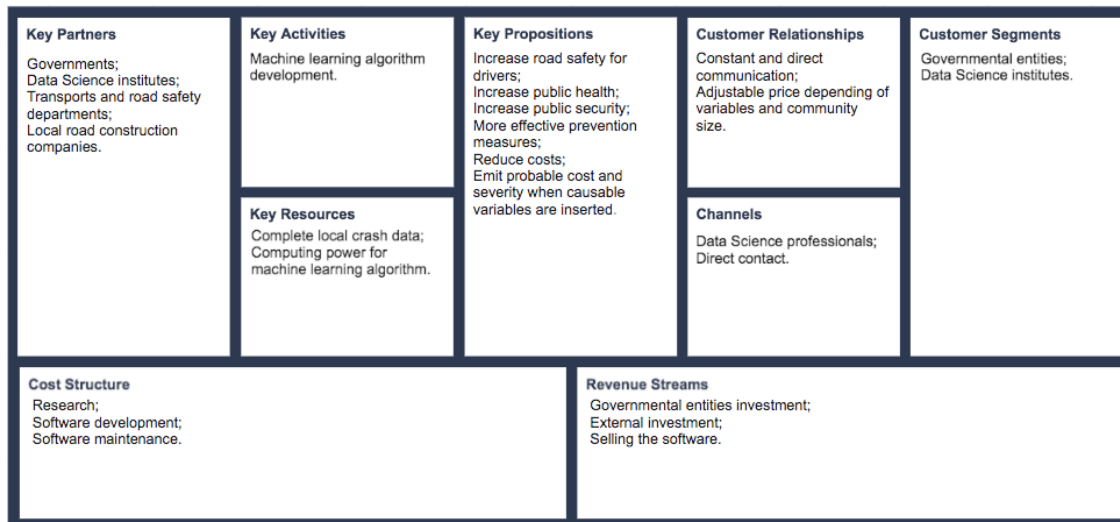 Key Partners
Governments;
Data Science institutes;
Transports and road safety
departments;
Local road construction
companies.
Key Activities
Machine learning algorithm
development.
Key Resources
Complete local crash data;
Computing power for
machine learning algorithm.
Key Propositions
Increase road safety for
drivers;
Increase public health;
Increase public security;
More effective prevention
measures;
Reduce costs;
Emit probable cost and
severity when causable
variables are inserted.
Customer Relationships
Constant and direct
communication;
Adjustable price depending of
variables and community
size.
Channels
Data Science professionals;
Direct contact.
Customer Segments
Governmental entities;
Data Science institutes.
Cost Structure
Research;
Software development;
Software maintenance.
Revenue Streams
Governmental entities investment;
External investment;
Selling the software.